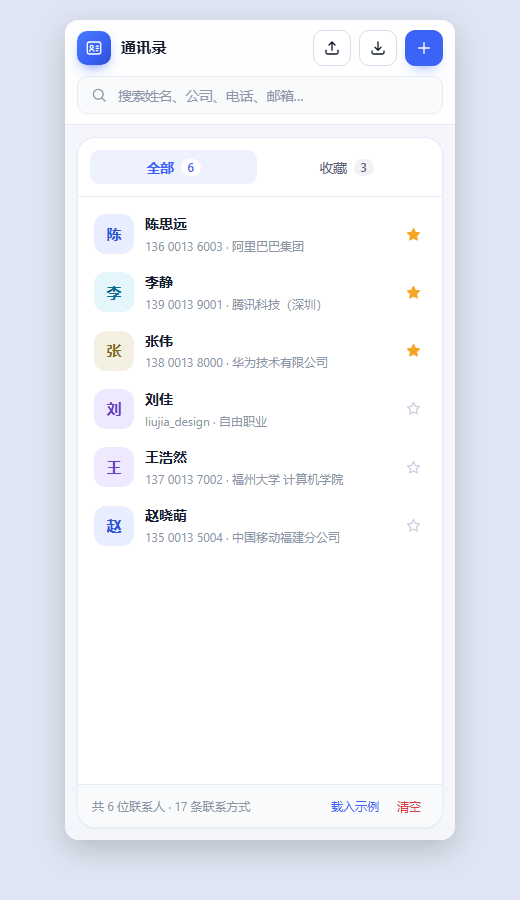 通讯录
搜索姓名、公司、电话、邮箱...
全部 6 收藏 3
陈 陈思远
136 0013 6003 · 阿里巴巴集团
李 李静
139 0013 9001 · 腾讯科技（深圳）
张 张伟
138 0013 8000 · 华为技术有限公司
刘 刘佳
liujia_design · 自由职业
王 王浩然
137 0013 7002 · 福州大学 计算机学院
赵 赵晓萌
135 0013 5004 · 中国移动福建分公司
共 6 位联系人 · 17 条联系方式 载入示例 清空